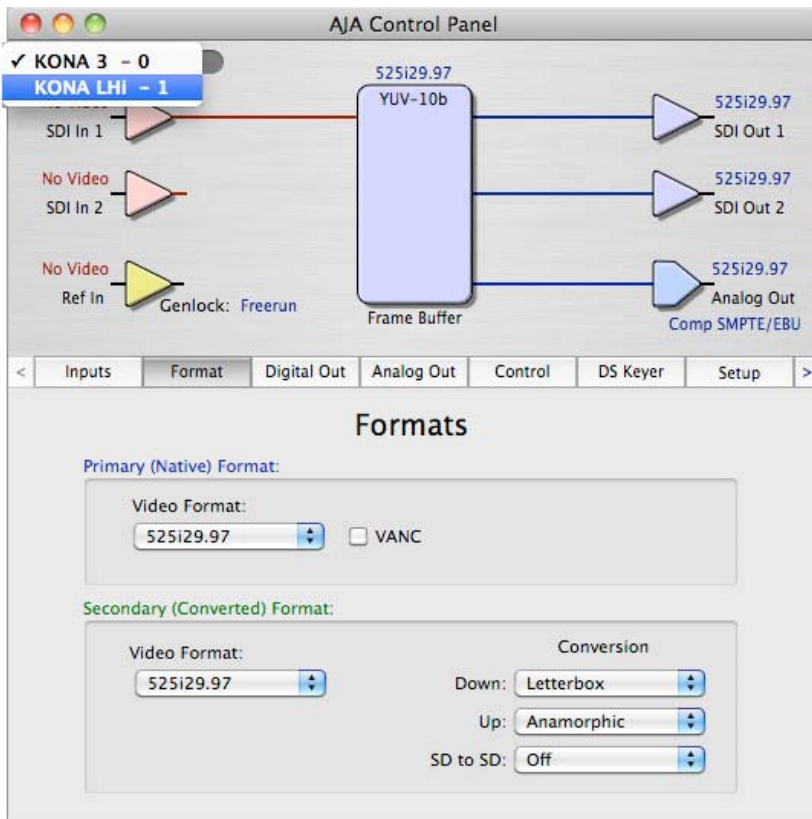 AJA Control Panel
✓ KONA 3 - 0
KONA LHi - 1
525i29.97
YUV-10b
No Video
SDI In 1
525i29.97
SDI Out 1
No Video
SDI In 2
525i29.97
SDI Out 2
No Video
Ref In
Genlock: Freerun
Frame Buffer
525i29.97
Analog Out
Comp SMPTE/EBU
< Inputs Format Digital Out Analog Out Control DS Keyer Setup >
Formats
Primary (Native) Format:
Video Format:
525i29.97 VANC
Secondary (Converted) Format:
Video Format:
525i29.97
Conversion
Down: Letterbox
Up: Anamorphic
SD to SD: Off